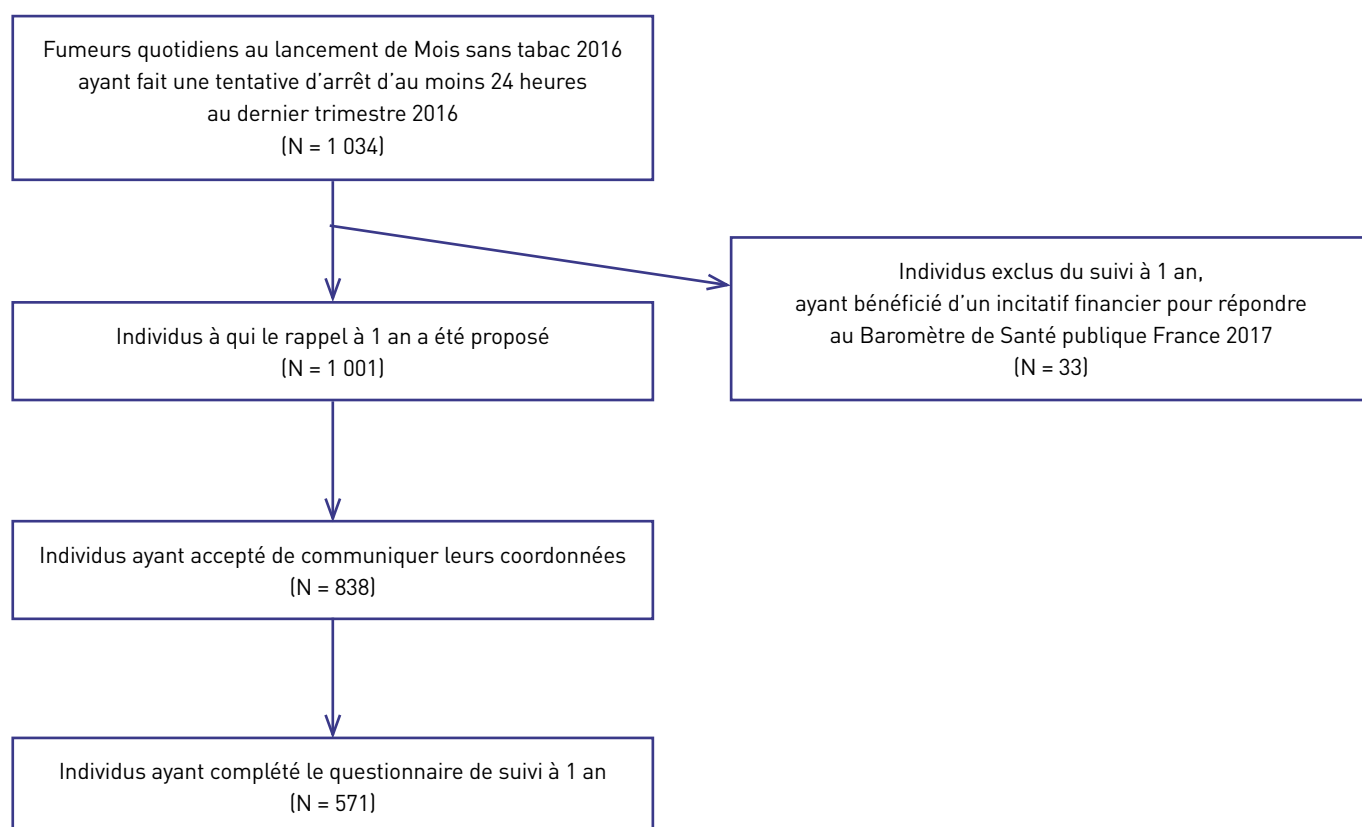 Fumeurs quotidiens au lancement de Mois sans tabac 2016
ayant fait une tentative d'arrêt d'au moins 24 heures
au dernier trimestre 2016
(N = 1 034)
Individus exclus du suivi à 1 an,
ayant bénéficié d'un incitatif financier pour répondre
au Baromètre de Santé publique France 2017
(N = 33)
Individus à qui le rappel à 1 an a été proposé
(N = 1 001)
Individus ayant accepté de communiquer leurs coordonnées
(N = 838)
Individus ayant complété le questionnaire de suivi à 1 an
(N = 571)